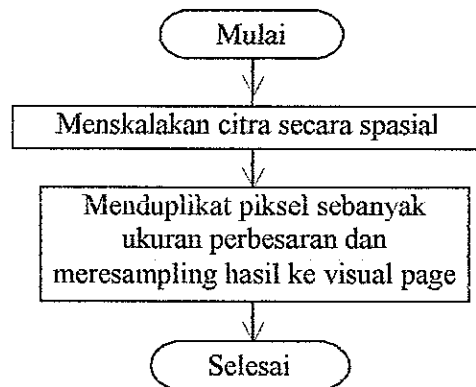 Mulai
Menskalakan citra secara spasial
Menduplikat piksel sebanyak
ukuran perbesaran dan
meresampling hasil ke visual page
Selesai